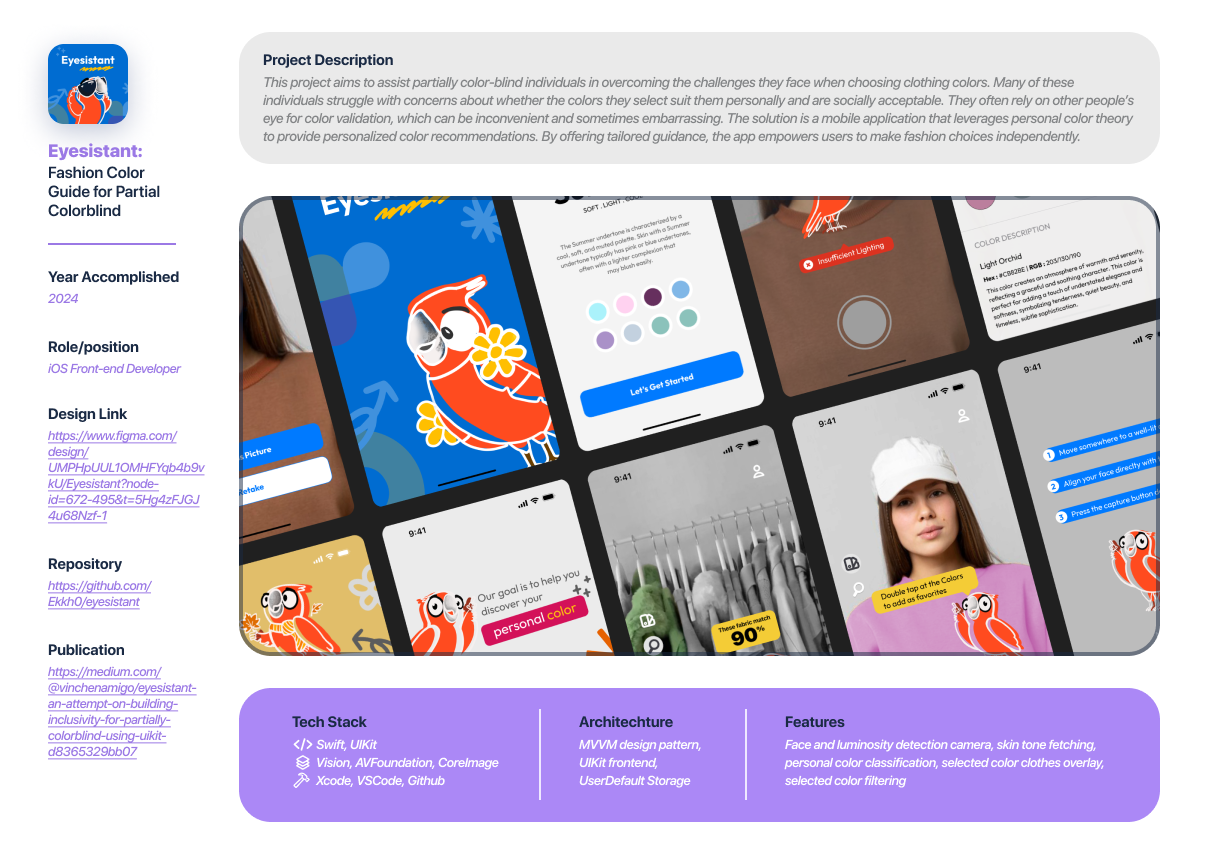 Eyesistant
Eyesistant:
Fashion Color
Guide for Partial
Colorblind
Year Accomplished
2024
Role/position
iOS Front-end Developer
Design Link
https://www.figma.com/
design/
UMPHpUUL1OMHFYqb4b9v
kU/Eyesistant?node-
id=672-495&t=5Hg4zFJGJ
4u68Nzf-1
Repository
https://github.com/
Ekkh0/eyesistant
Publication
https://medium.com/
@vinchenamigo/eyesistant-
an-attempt-on-building-
inclusivity-for-partially-
colorblind-using-uikit-
d8365329bb07
Project Description
This project aims to assist partially color-blind individuals in overcoming the challenges they face when choosing clothing colors. Many of these
individuals struggle with concerns about whether the colors they select suit them personally and are socially acceptable. They often rely on other people's
eye for color validation, which can be inconvenient and sometimes embarrassing. The solution is a mobile application that leverages personal color theory
to provide personalized color recommendations. By offering tailored guidance, the app empowers users to make fashion choices independently.
Picture
Retake
SOFT . LIGHT . COOL
The Summer undertone is characterized by a
cool, soft, and muted palette. Skin with a Summer
undertone typically has pink or blue undertones,
often with a lighter complexion that
may blush easily.
Let's Get Started
Insufficient Lighting
COLOR DESCRIPTION
Light Orchid
Hex : #CB82BE | RGB : 203/130/190
This color creates an atmosphere of warmth and serenity,
reflecting a graceful and soothing character. This color is
perfect for adding a touch of understated elegance and
softness, symbolizing tenderness, quiet beauty, and
timeless, subtle sophistication.
9:41
Our goal is to help you
discover your
personal color
9:41
These fabric match
90%
9:41
Double tap at the Colors
to add as favorites
9:41
1 Move somewhere to a well-lit
2 Align your face directly with
3 Press the capture button
Tech Stack
Swift, UIKit
Vision, AVFoundation, CoreImage
Xcode, VSCode, Github
Architechture
MVVM design pattern,
UIKit frontend,
UserDefault Storage
Features
Face and luminosity detection camera, skin tone fetching,
personal color classification, selected color clothes overlay,
selected color filtering